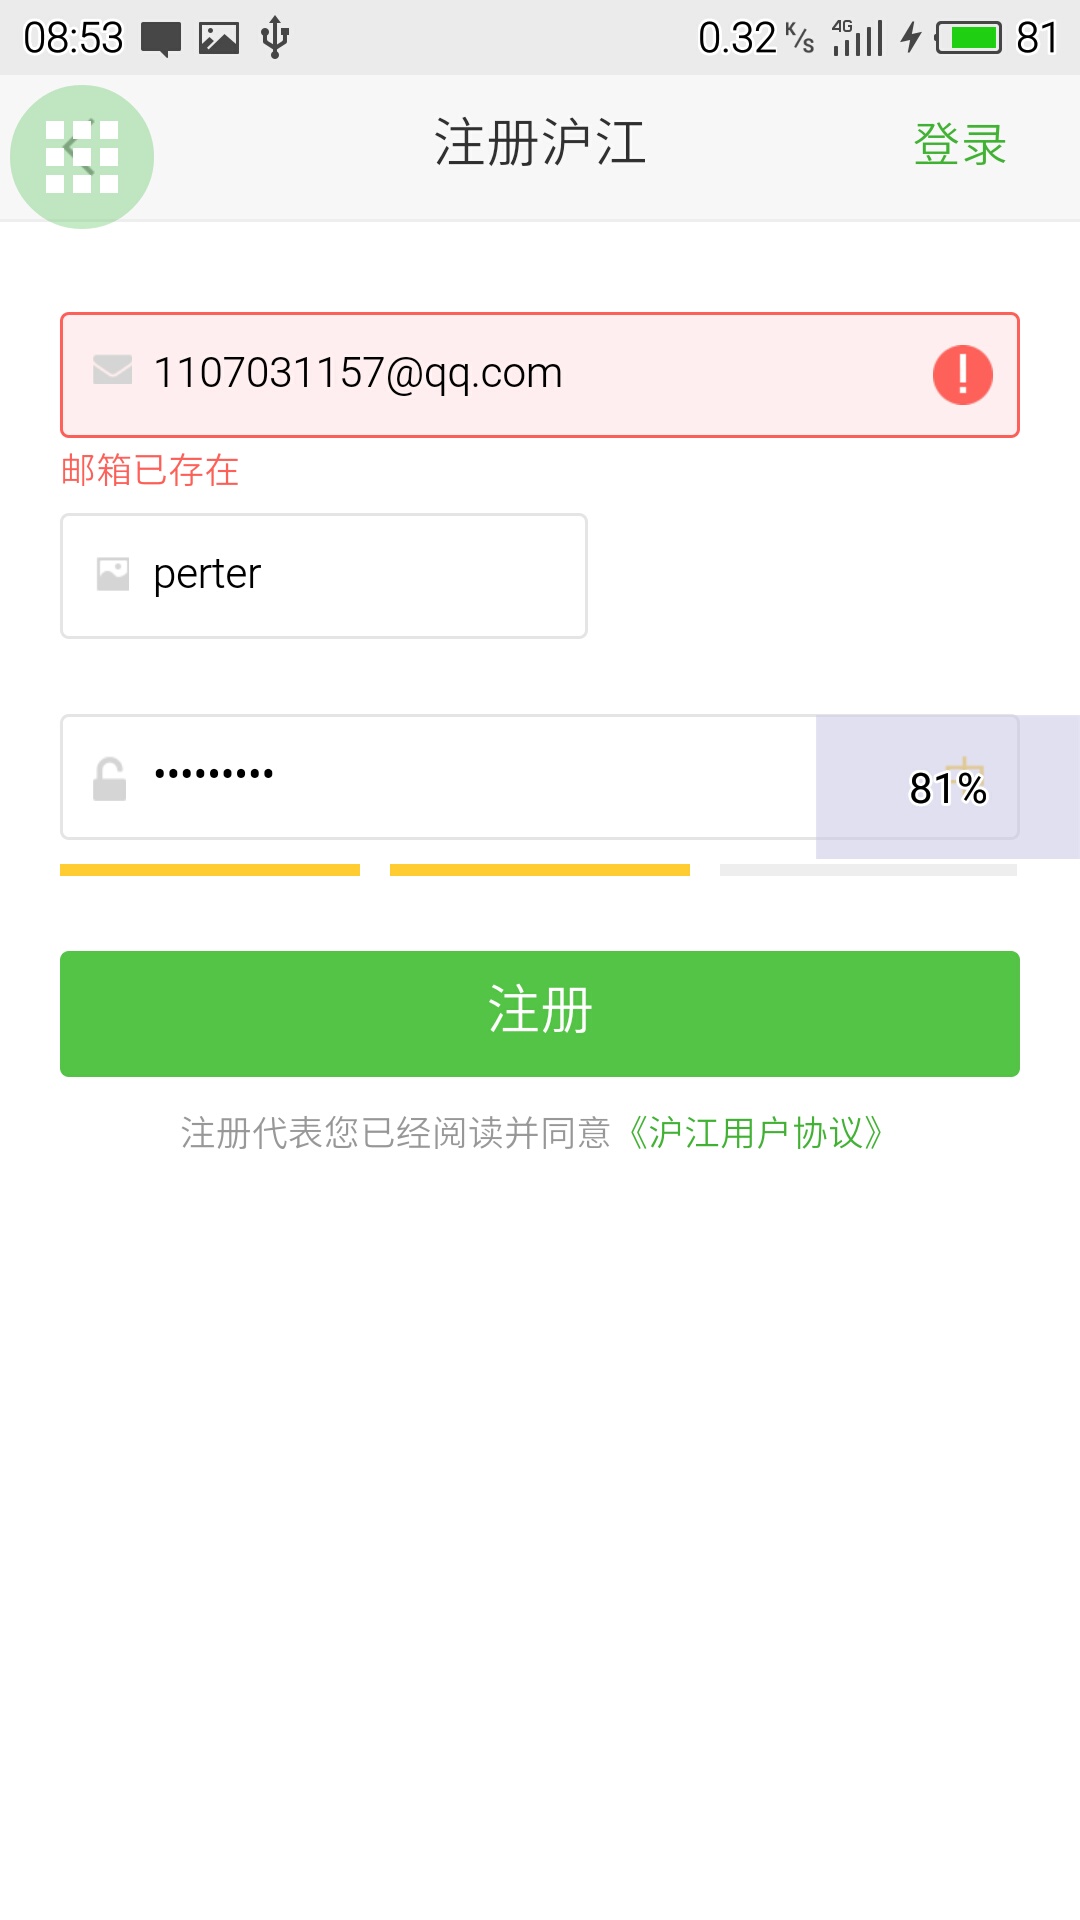 08:53 0.32 K/s 4G 81
注册沪江 登录
1107031157@qq.com
邮箱已存在
perter
•••••••••
81%
注册
注册代表您已经阅读并同意《沪江用户协议》